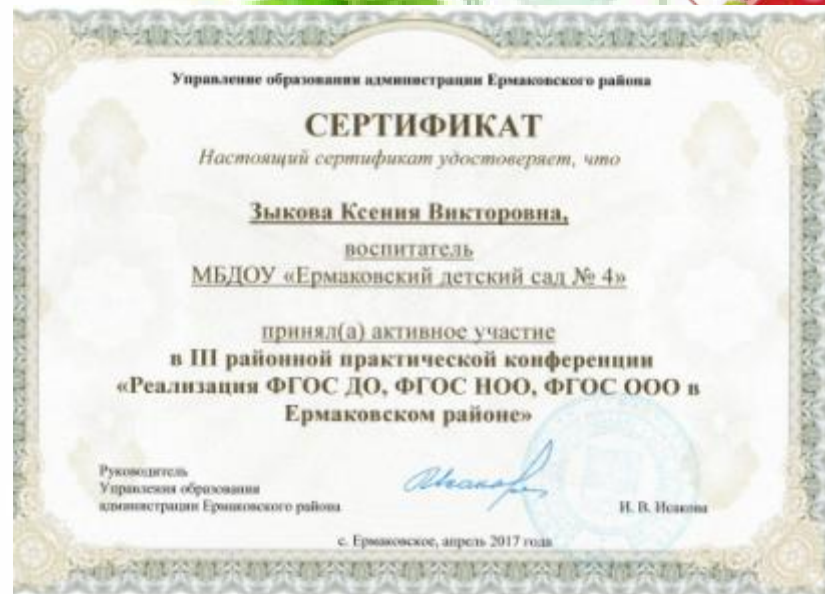 Управление образования администрации Ермаковского района
СЕРТИФИКАТ
Настоящий сертификат удостоверяет, что
Зыкова Ксения Викторовна,
воспитатель
МБДОУ «Ермаковский детский сад № 4»
принял(а) активное участие
в III районной практической конференции
«Реализация ФГОС ДО, ФГОС НОО, ФГОС ООО в
Ермаковском районе»
Руководитель
Управления образования
администрации Ермаковского района
И. В. Исакова
с. Ермаковское, апрель 2017 года